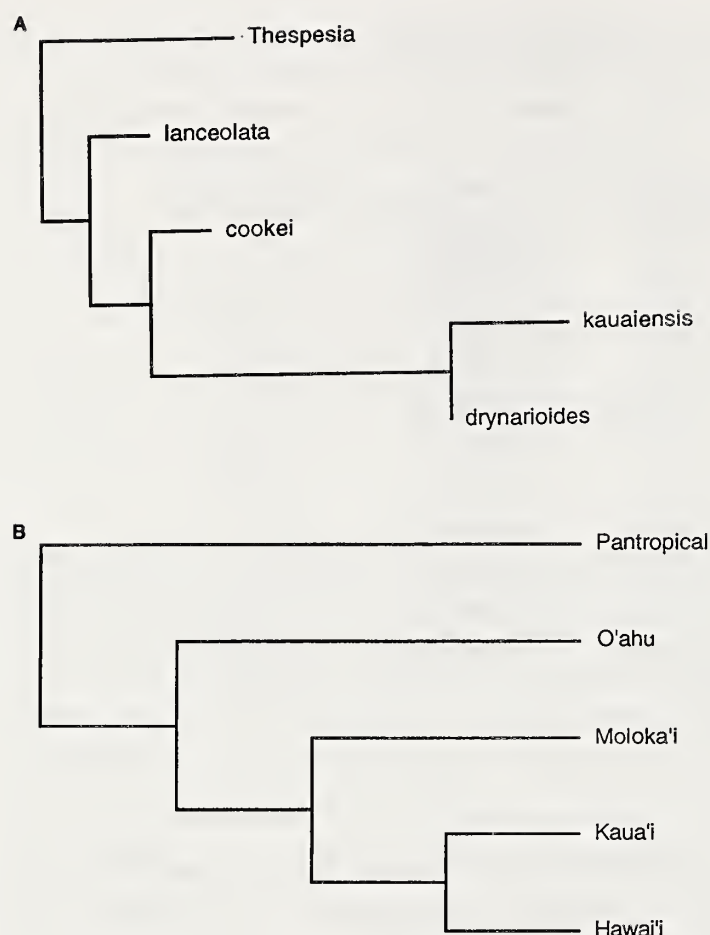 A
Thespesia
lanceolata
cookei
kauaiensis
drynarioides
B
Pantropical
O'ahu
Moloka'i
Kaua'i
Hawai'i